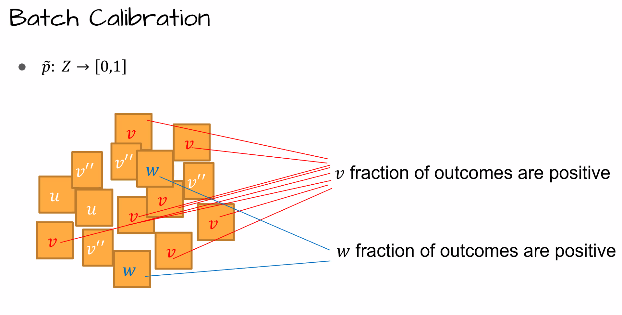 Batch Calibration
● p̃: Z → [0,1]
v
v
v''
w
v''
v''
u
u
v
v
v
v
v''
v
w
v fraction of outcomes are positive
w fraction of outcomes are positive